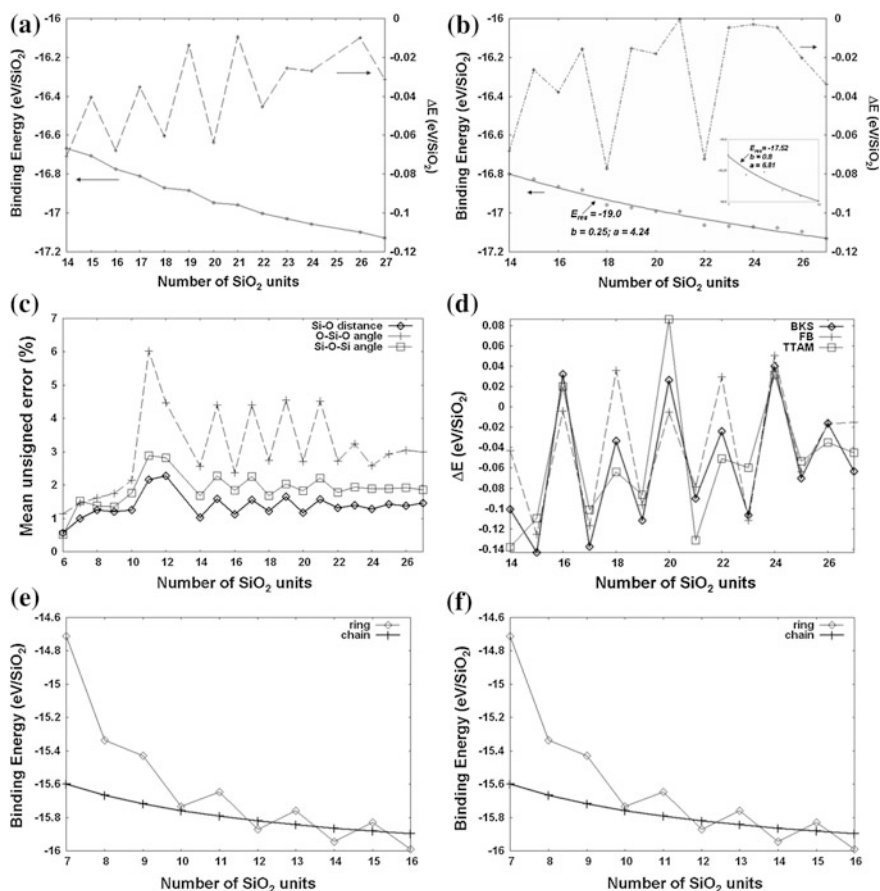 (a)
-16
-16.2
-16.4
-16.6
-16.8
-17
-17.2
Binding Energy (eV/SiO₂)
0
-0.02
-0.04
-0.06
-0.08
-0.1
-0.12
ΔE (eV/SiO₂)
14 15 16 17 18 19 20 21 22 23 24 26 27
Number of SiO₂ units
(b)
-16
-16.2
-16.4
-16.6
-16.8
-17
-17.2
Binding Energy (eV/SiO₂)
0
-0.02
-0.04
-0.06
-0.08
-0.1
-0.12
ΔE (eV/SiO₂)
= -17.52
b = 0.8
a = 6.81
= -19.0
b = 0.25; a = 4.24
14 16 18 20 22 24 26
Number of SiO₂ units
(c)
Si-O distance
O-Si-O angle
Si-O-Si angle
7
6
5
4
3
2
1
0
Mean unsigned error (%)
6 8 10 12 14 16 18 20 22 24 26
Number of SiO₂ units
(d)
BKS
FB
TTAM
0.08
0.06
0.04
0.02
0
-0.02
-0.04
-0.06
-0.08
-0.1
-0.12
-0.14
ΔE (eV/SiO₂)
14 16 18 20 22 24 26
Number of SiO₂ units
(e)
ring
chain
-14.6
-14.8
-15
-15.2
-15.4
-15.6
-15.8
-16
Binding Energy (eV/SiO₂)
7 8 9 10 11 12 13 14 15 16
Number of SiO₂ units
(f)
ring
chain
-14.6
-14.8
-15
-15.2
-15.4
-15.6
-15.8
-16
Binding Energy (eV/SiO₂)
7 8 9 10 11 12 13 14 15 16
Number of SiO₂ units